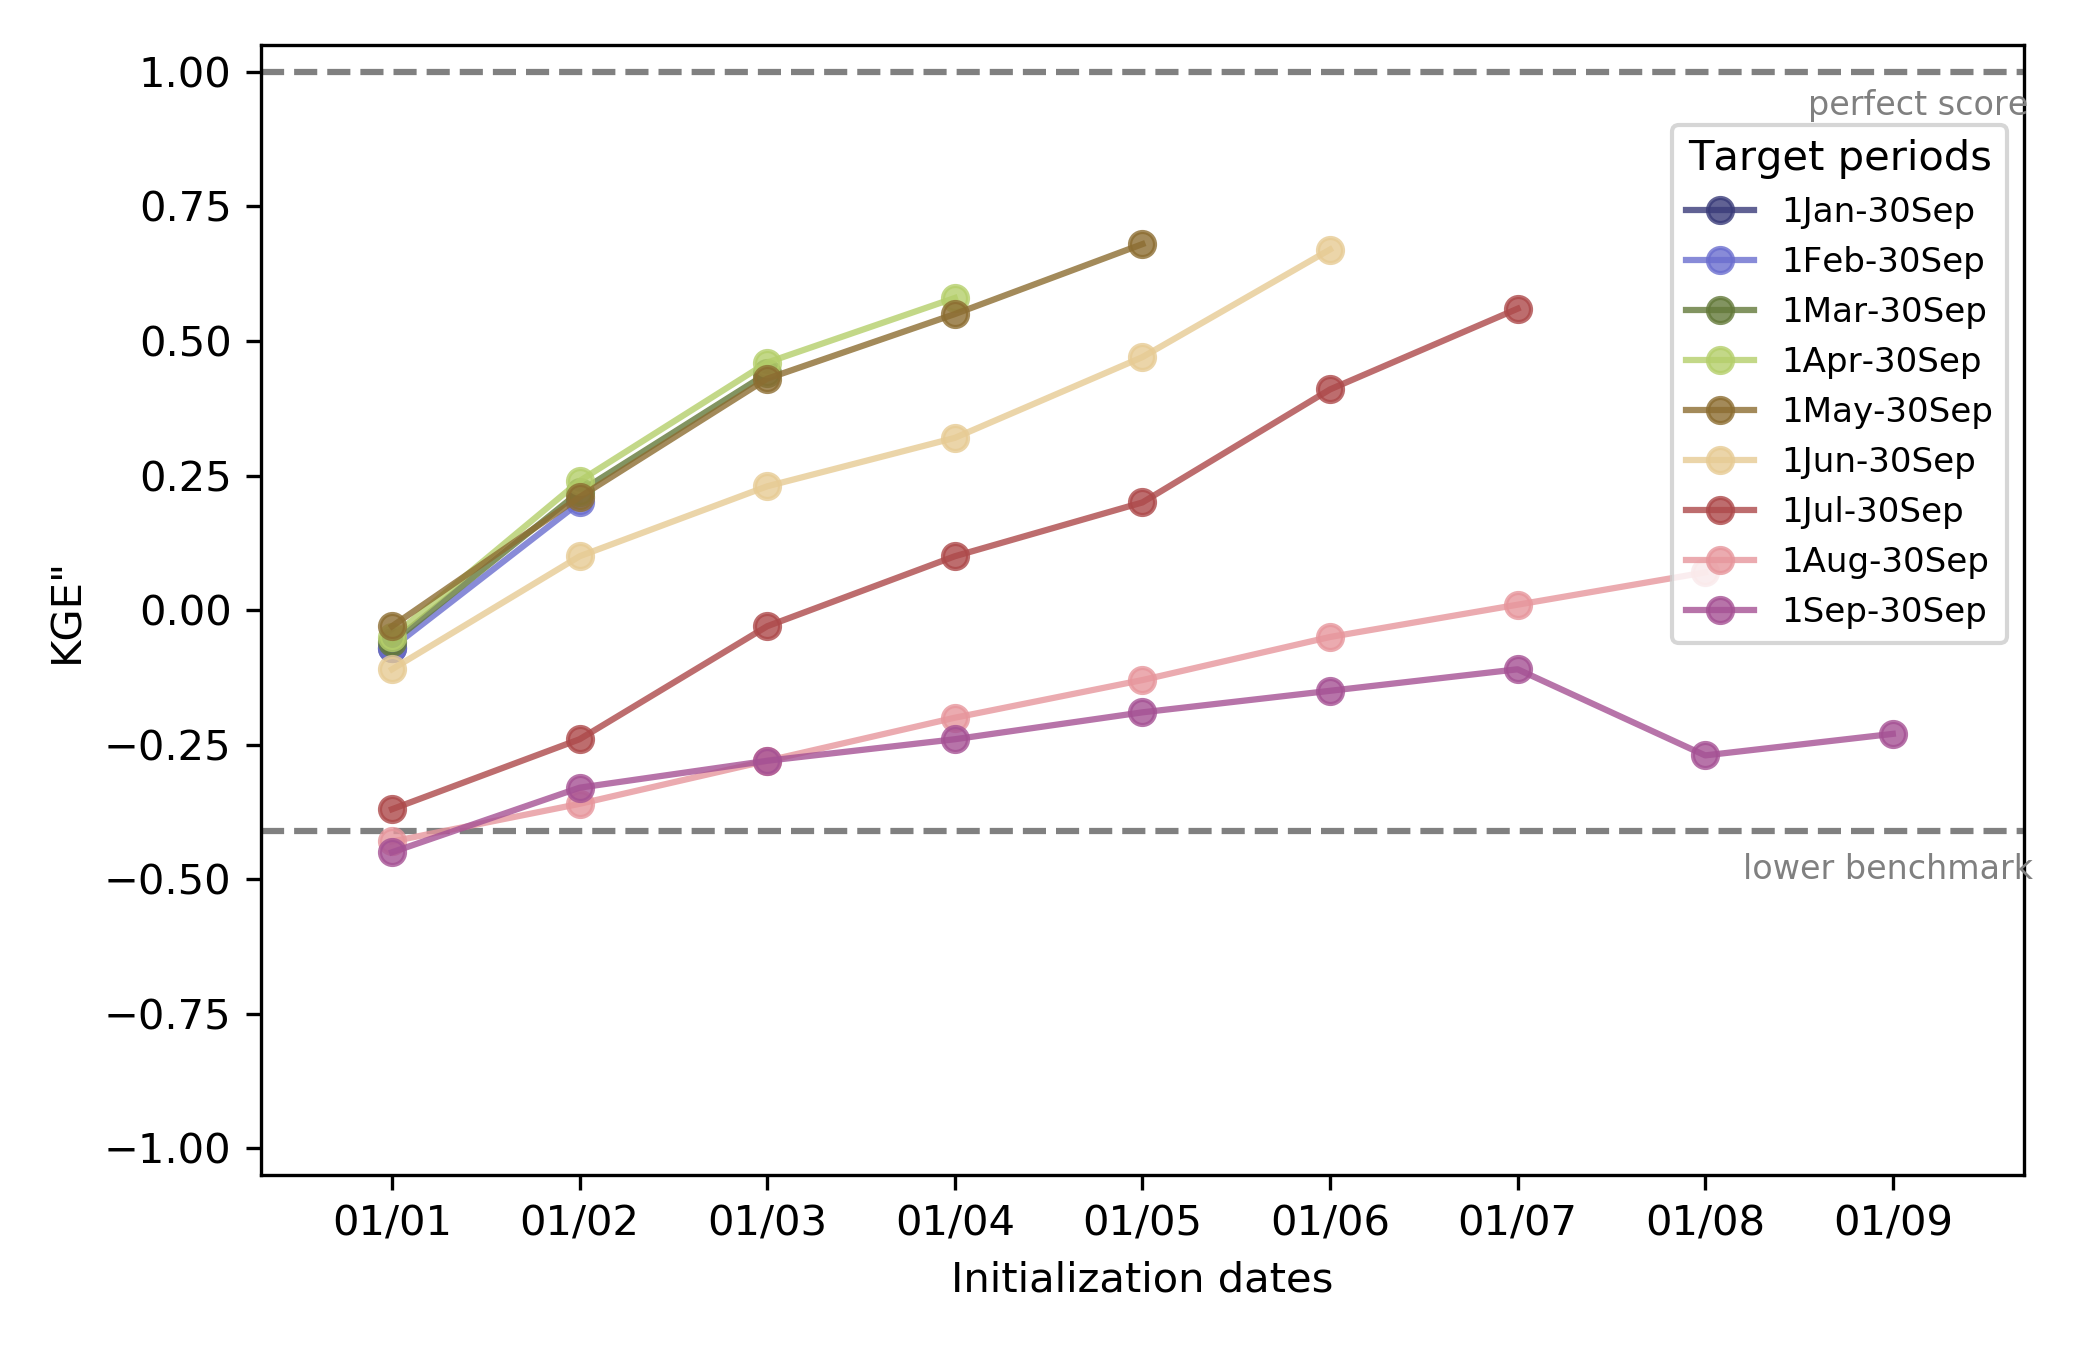 1.00
0.75
0.50
0.25
0.00
−0.25
−0.50
−0.75
−1.00
KGE"
perfect score
Target periods
1Jan-30Sep
1Feb-30Sep
1Mar-30Sep
1Apr-30Sep
1May-30Sep
1Jun-30Sep
1Jul-30Sep
1Aug-30Sep
1Sep-30Sep
lower benchmark
01/01 01/02 01/03 01/04 01/05 01/06 01/07 01/08 01/09
Initialization dates